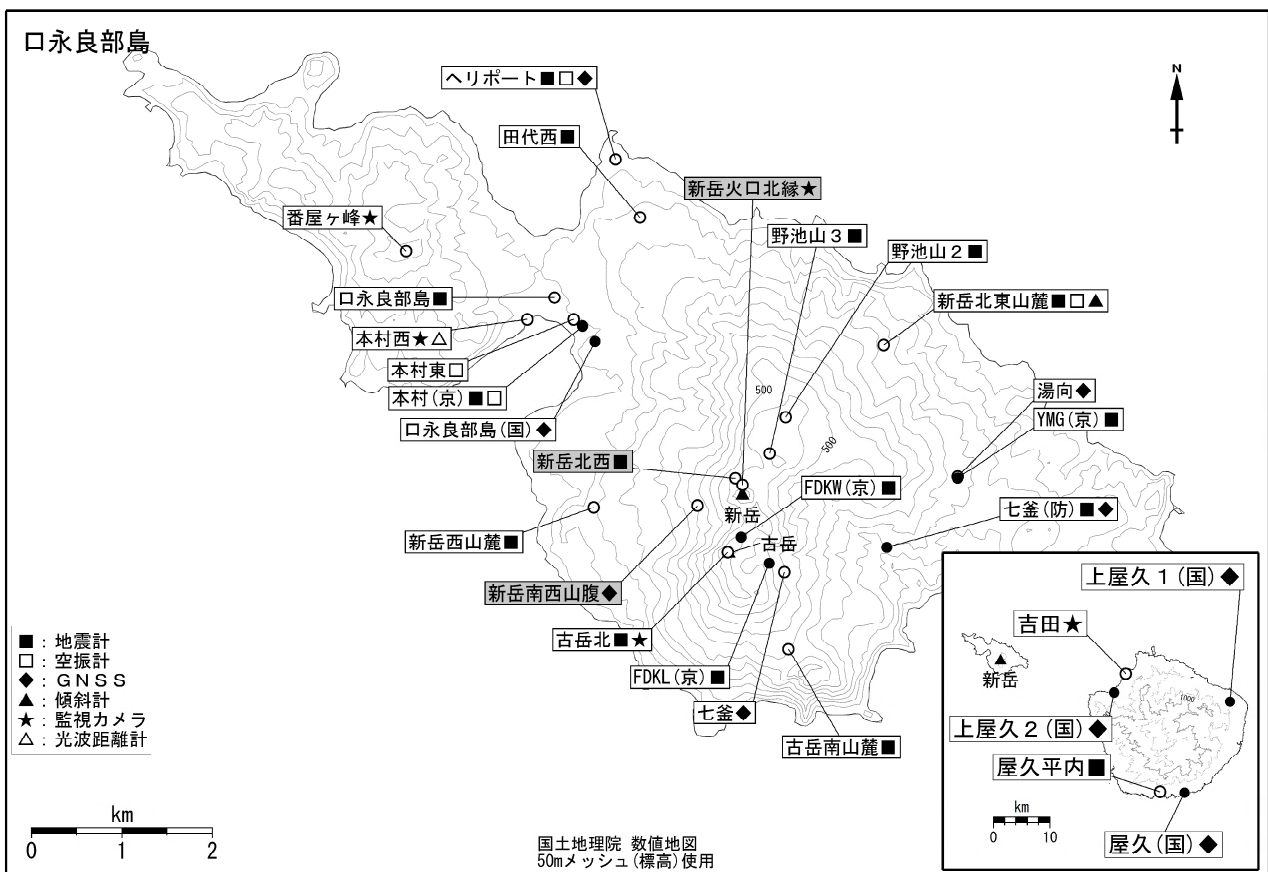 口永良部島
N
ヘリポート■□◆
田代西■
新岳火口北縁★
番屋ヶ峰★
野池山３■
野池山２■
口永良部島■
新岳北東山麓■□▲
本村西★△
本村東□
本村(京)■□
口永良部島(国)◆
500
500
湯向◆
YMG(京)■
新岳北西■
FDKW(京)■
新岳
七釜(防)■◆
新岳西山麓■
古岳
新岳南西山腹◆
古岳北■★
FDKL(京)■
七釜◆
古岳南山麓■
■：地震計
□：空振計
◆：ＧＮＳＳ
▲：傾斜計
★：監視カメラ
△：光波距離計
km
0 1 2
国土地理院 数値地図
50mメッシュ(標高)使用
上屋久１(国)◆
吉田★
新岳
1000
上屋久２(国)◆
屋久平内■
km
0 10
屋久(国)◆